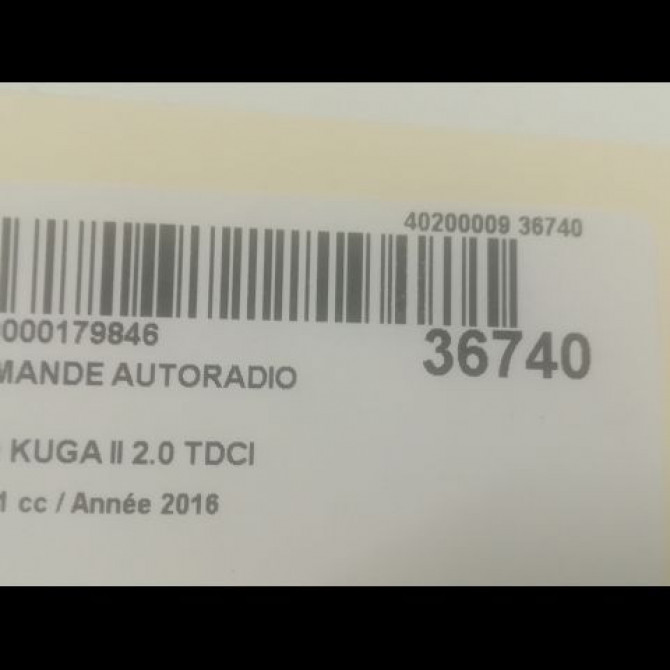 40200009 36740
000179846
36740
MANDE AUTORADIO
KUGA II 2.0 TDCI
1 cc / Année 2016